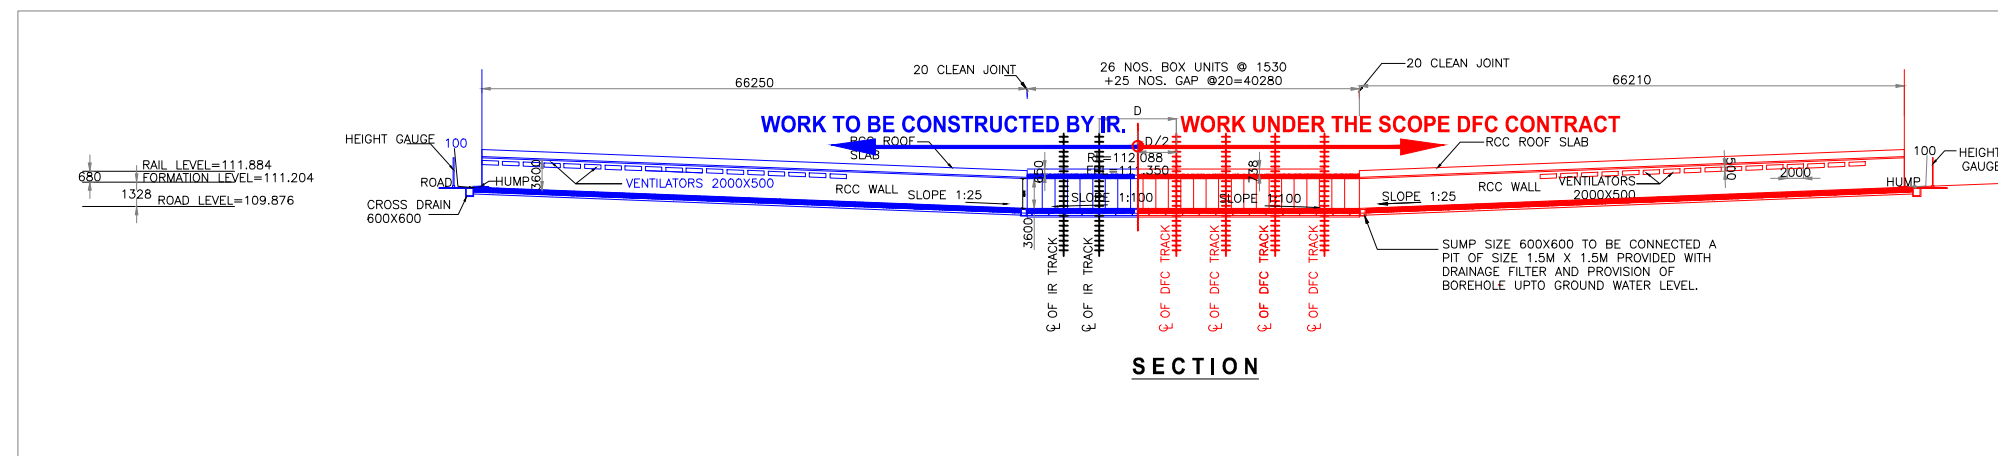 66250
20 CLEAN JOINT
26 NOS. BOX UNITS @ 1530
+25 NOS. GAP @20=40280
20 CLEAN JOINT
66210
D
WORK TO BE CONSTRUCTED BY IR.
WORK UNDER THE SCOPE DFC CONTRACT
HEIGHT GAUGE
100
RCC ROOF
SLAB
D/2
RCC ROOF SLAB
100
HEIGHT
GAUGE
RAIL LEVEL=111.884
680
FORMATION LEVEL=111.204
1328
ROAD LEVEL=109.876
ROAD
HUMP
3600
VENTILATORS 2000X500
RCC WALL
SLOPE 1:25
=112.088
.350
738
SLOPE 1:100
SLOPE 1:100
SLOPE 1:25
RCC WALL
VENTILATORS
2000X500
500
2000
HUMP
CROSS DRAIN
600X600
3600
SUMP SIZE 600X600 TO BE CONNECTED A
PIT OF SIZE 1.5M X 1.5M PROVIDED WITH
DRAINAGE FILTER AND PROVISION OF
BOREHOLE UPTO GROUND WATER LEVEL.
℄ OF IR TRACK
℄ OF IR TRACK
℄ OF DFC TRACK
℄ OF DFC TRACK
℄ OF DFC TRACK
℄ OF DFC TRACK
SECTION